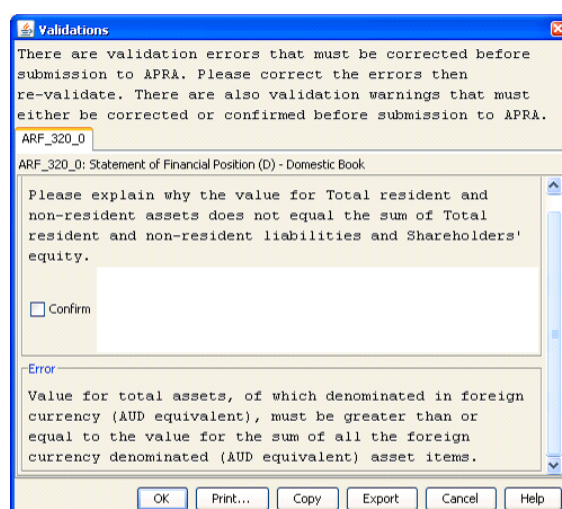 Validations
There are validation errors that must be corrected before
submission to APRA. Please correct the errors then
re-validate. There are also validation warnings that must
either be corrected or confirmed before submission to APRA.
ARF_320_0
ARF_320_0: Statement of Financial Position (D) - Domestic Book
Please explain why the value for Total resident and
non-resident assets does not equal the sum of Total
resident and non-resident liabilities and Shareholders'
equity.
Confirm
Error
Value for total assets, of which denominated in foreign
currency (AUD equivalent), must be greater than or
equal to the value for the sum of all the foreign
currency denominated (AUD equivalent) asset items.
OK Print... Copy Export Cancel Help